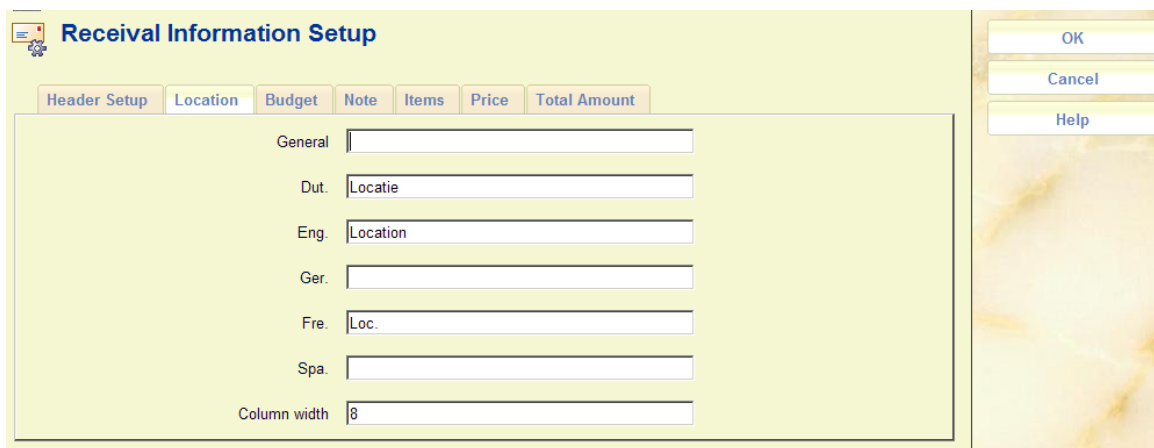 Receival Information Setup
OK
Cancel
Help
Header Setup Location Budget Note Items Price Total Amount
General
Dut. Locatie
Eng. Location
Ger.
Fre. Loc.
Spa.
Column width 8